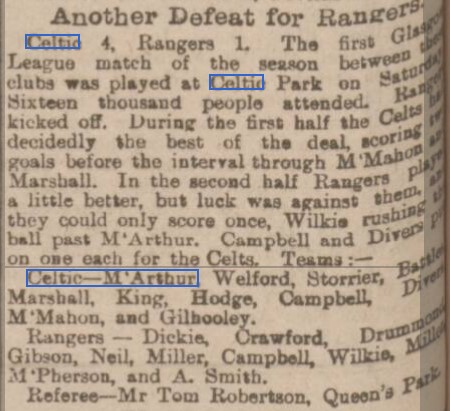 Another Defeat for Rangers.
Celtic 4, Rangers 1. The first Glasgow
League match of the season between the
clubs was played at Celtic Park on Saturday
Sixteen thousand people attended. Rangers
kicked off. During the first half the Celts had
decidedly the best of the deal, scoring two
goals before the interval through M'Mahon and
Marshall. In the second half Rangers played
a little better, but luck was against them, and
they could only score once, Wilkie rushing the
ball past M'Arthur. Campbell and Divers put
on one each for the Celts. Teams :—
Celtic—M'Arthur, Welford, Storrier, Battles,
Marshall, King, Hodge, Campbell, Divers,
M'Mahon, and Gilhooley.
Rangers — Dickie, Crawford, Drummond,
Gibson, Neil, Miller, Campbell, Wilkie, Miller,
M'Pherson, and A. Smith.
Referee—Mr Tom Robertson, Queen's Park.